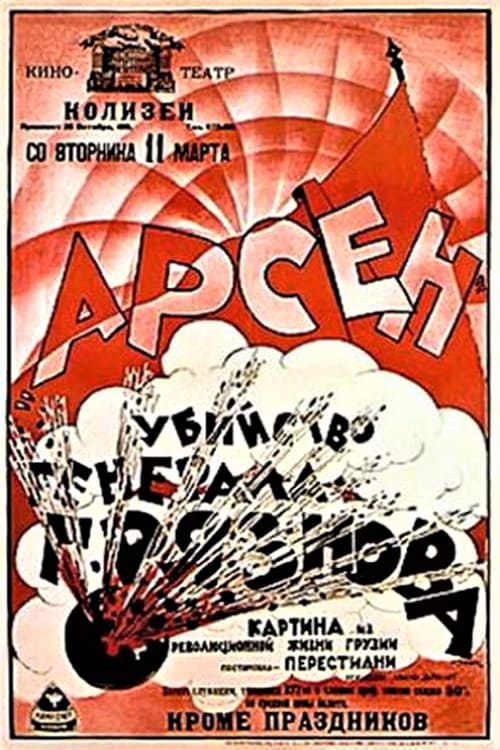 КИНО-ТЕАТР
КОЛИЗЕЙ
СО ВТОРНИКА 11 МАРТА
АРСЕН
УБИЙСТВО
ГЕНЕРАЛА
ГРЯЗНОВА
КАРТИНА ИЗ
РЕВОЛЮЦИОННОЙ ЖИЗНИ ГРУЗИИ
ПОСТАНОВКА - ПЕРЕСТИАНИ
КРОМЕ ПРАЗДНИКОВ